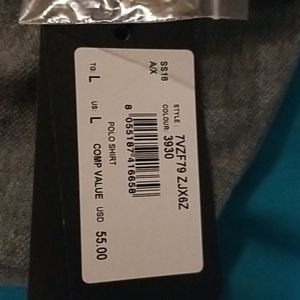 SS18
A/X
STYLE: 7VZF79 ZJX6Z
COLOUR: 3930
TG: L
US: L
8 055187 416658
POLO SHIRT
COMP VALUE USD 55.00